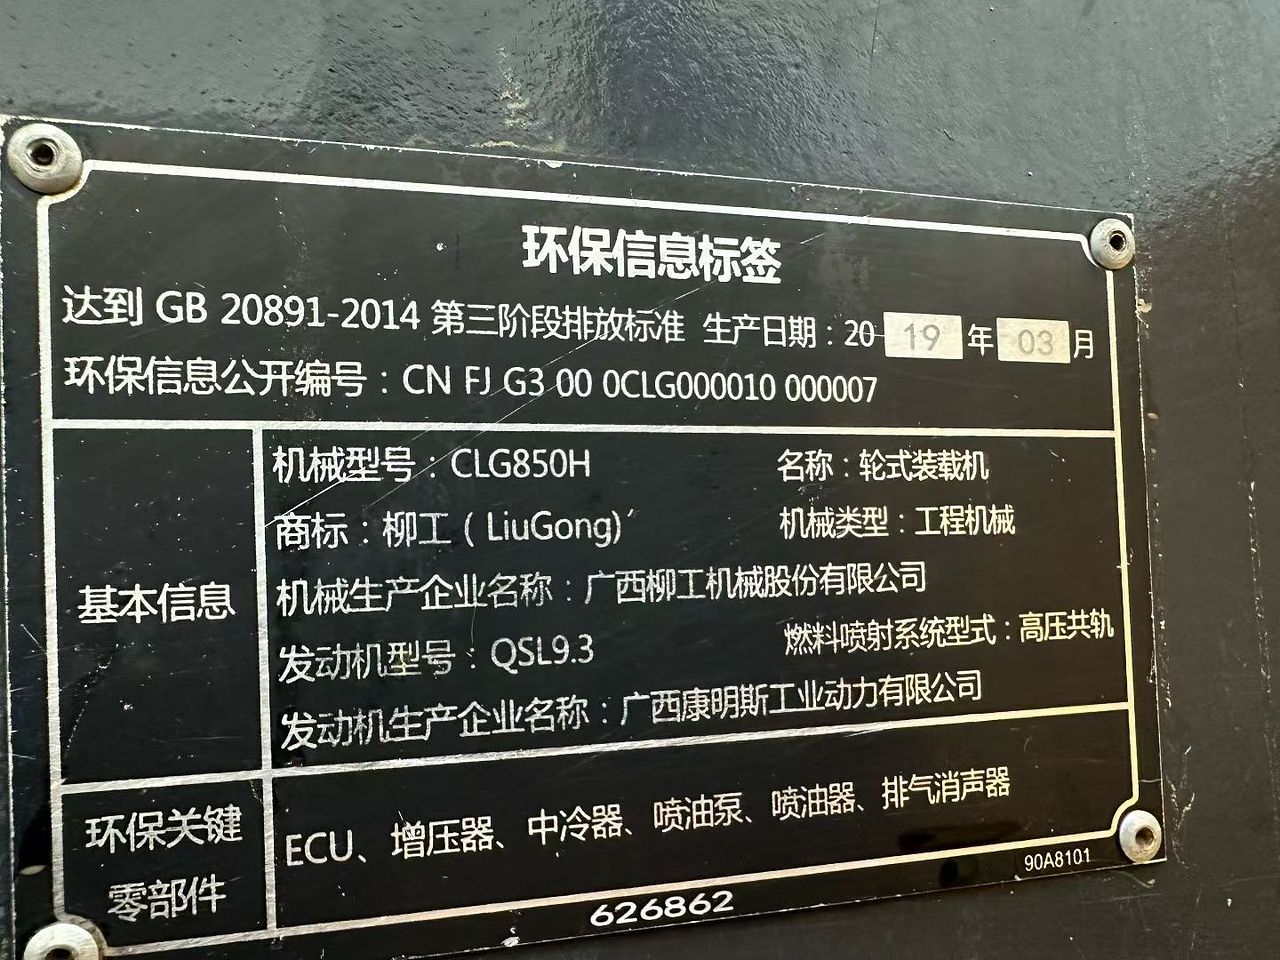 环保信息标签
达到 GB 20891-2014 第三阶段排放标准 生产日期：2019年03月
环保信息公开编号：CN FJ G3 00 0CLG000010 000007
基本信息
机械型号：CLG850H 名称：轮式装载机
商标：柳工（LiuGong) 机械类型：工程机械
机械生产企业名称：广西柳工机械股份有限公司
发动机型号：QSL9.3 燃料喷射系统型式：高压共轨
发动机生产企业名称：广西康明斯工业动力有限公司
环保关键
零部件
ECU、增压器、中冷器、喷油泵、喷油器、排气消声器
90A8101
626862